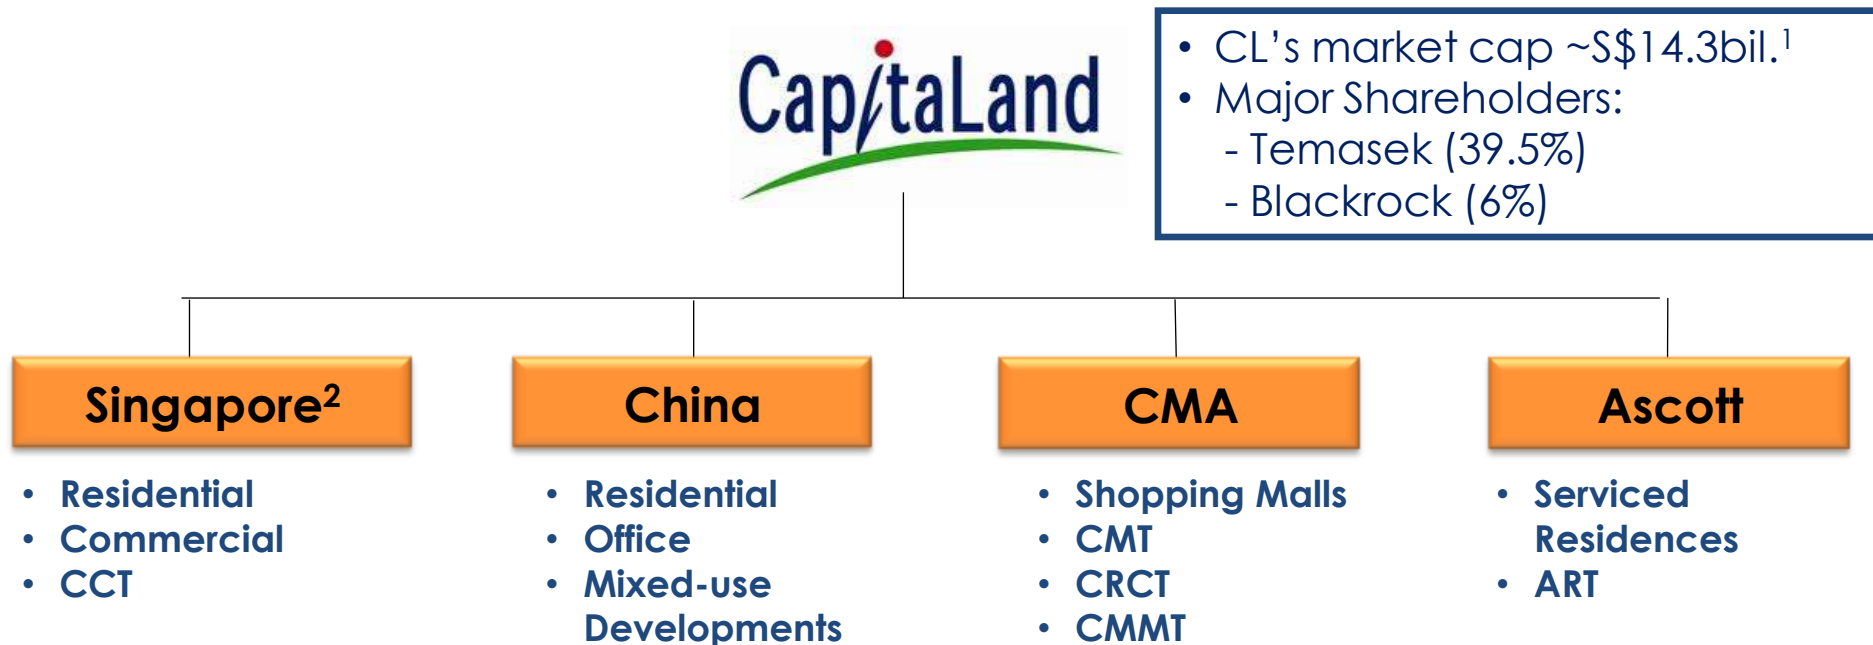 CapitaLand
• CL's market cap ~S$14.3bil.¹
• Major Shareholders:
- Temasek (39.5%)
- Blackrock (6%)
Singapore²
• Residential
• Commercial
• CCT
China
• Residential
• Office
• Mixed-use
Developments
CMA
• Shopping Malls
• CMT
• CRCT
• CMMT
Ascott
• Serviced
Residences
• ART